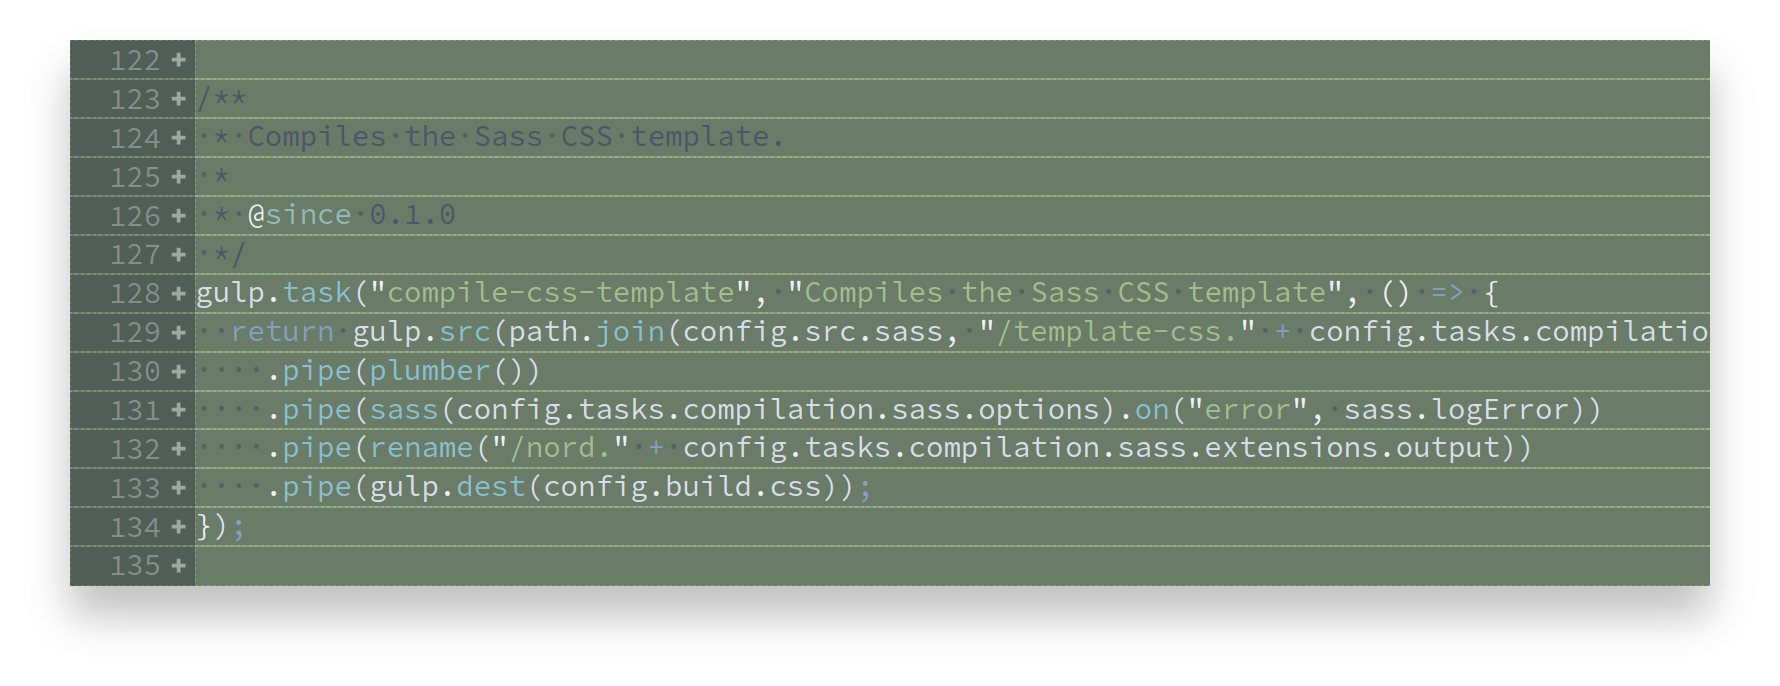 122 +
123 + /**
124 + * Compiles the Sass CSS template.
125 + *
126 + * @since 0.1.0
127 + */
128 + gulp.task("compile-css-template", "Compiles the Sass CSS template", () => {
129 + return gulp.src(path.join(config.src.sass, "/template-css." + config.tasks.compilatio
130 + .pipe(plumber())
131 + .pipe(sass(config.tasks.compilation.sass.options).on("error", sass.logError))
132 + .pipe(rename("/nord." + config.tasks.compilation.sass.extensions.output))
133 + .pipe(gulp.dest(config.build.css));
134 + });
135 +